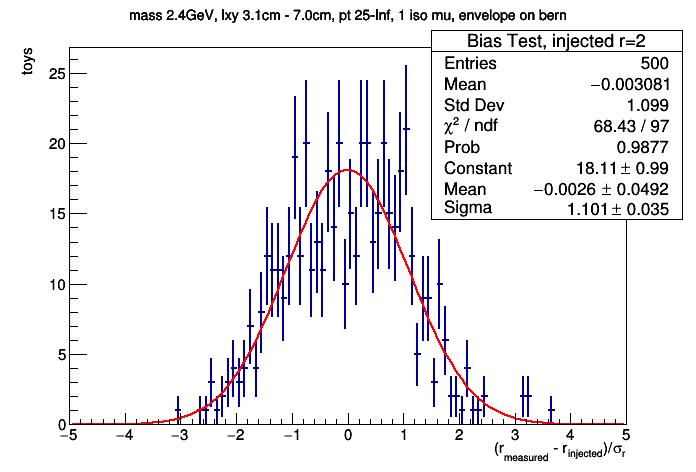 mass 2.4GeV, lxy 3.1cm - 7.0cm, pt 25-Inf, 1 iso mu, envelope on bern
Bias Test, injected r=2
Entries 500
Mean −0.003081
Std Dev 1.099
χ² / ndf 68.43 / 97
Prob 0.9877
Constant 18.11 ± 0.99
Mean −0.0026 ± 0.0492
Sigma 1.101 ± 0.035
toys
25
20
15
10
5
0
−5 −4 −3 −2 −1 0 1 2 3 4 5
(r_measured - r_injected)/σ_r